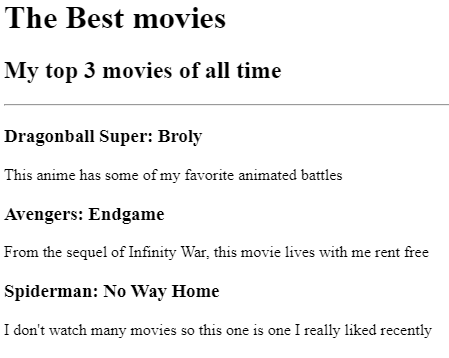 The Best movies
My top 3 movies of all time
Dragonball Super: Broly
This anime has some of my favorite animated battles
Avengers: Endgame
From the sequel of Infinity War, this movie lives with me rent free
Spiderman: No Way Home
I don't watch many movies so this one is one I really liked recently